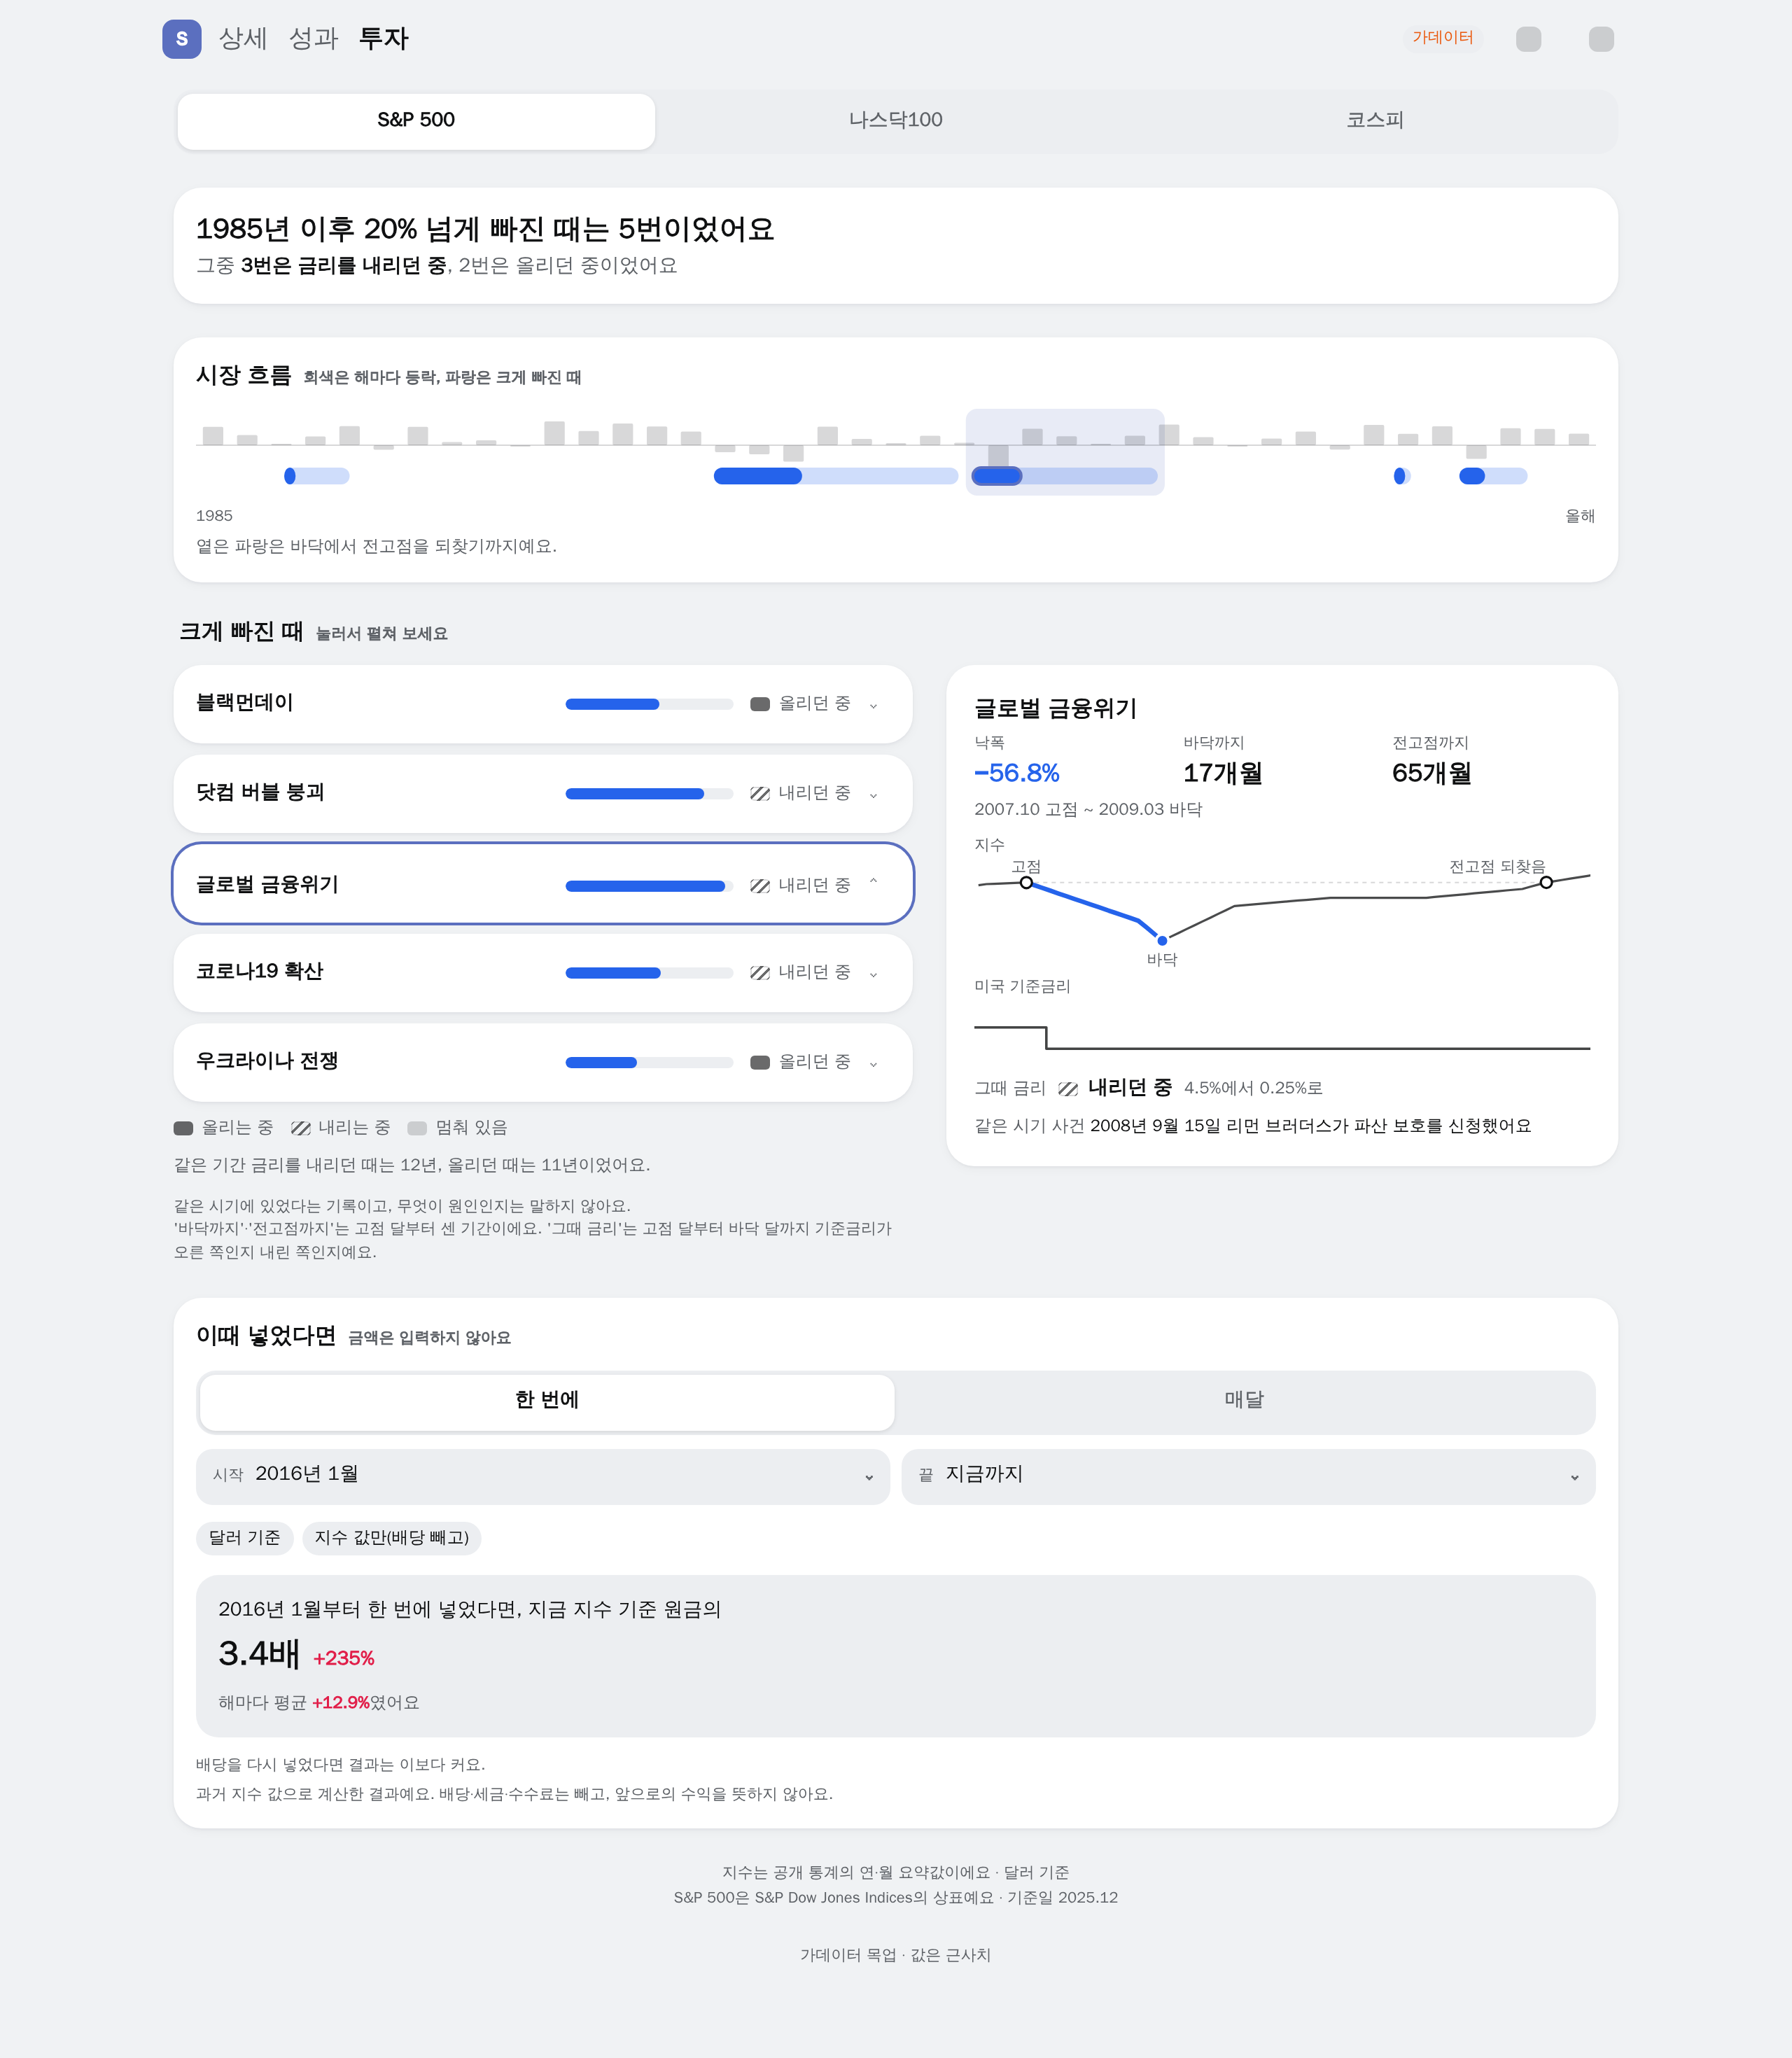 S 상세 성과 투자 가데이터
S&P 500 나스닥100 코스피
1985년 이후 20% 넘게 빠진 때는 5번이었어요
그중 3번은 금리를 내리던 중, 2번은 올리던 중이었어요
시장 흐름 회색은 해마다 등락, 파랑은 크게 빠진 때
1985 올해
옅은 파랑은 바닥에서 전고점을 되찾기까지예요.
크게 빠진 때 눌러서 펼쳐 보세요
블랙먼데이 올리던 중
닷컴 버블 붕괴 내리던 중
글로벌 금융위기 내리던 중
코로나19 확산 내리던 중
우크라이나 전쟁 올리던 중
올리는 중 내리는 중 멈춰 있음
같은 기간 금리를 내리던 때는 12년, 올리던 때는 11년이었어요.
같은 시기에 있었다는 기록이고, 무엇이 원인인지는 말하지 않아요.
'바닥까지'·'전고점까지'는 고점 달부터 센 기간이에요. '그때 금리'는 고점 달부터 바닥 달까지 기준금리가
오른 쪽인지 내린 쪽인지예요.
글로벌 금융위기
낙폭 바닥까지 전고점까지
−56.8% 17개월 65개월
2007.10 고점 ~ 2009.03 바닥
지수
고점 전고점 되찾음
바닥
미국 기준금리
그때 금리 내리던 중 4.5%에서 0.25%로
같은 시기 사건 2008년 9월 15일 리먼 브러더스가 파산 보호를 신청했어요
이때 넣었다면 금액은 입력하지 않아요
한 번에 매달
시작 2016년 1월 끝 지금까지
달러 기준 지수 값만(배당 빼고)
2016년 1월부터 한 번에 넣었다면, 지금 지수 기준 원금의
3.4배 +235%
해마다 평균 +12.9%였어요
배당을 다시 넣었다면 결과는 이보다 커요.
과거 지수 값으로 계산한 결과예요. 배당·세금·수수료는 빼고, 앞으로의 수익을 뜻하지 않아요.
지수는 공개 통계의 연·월 요약값이에요 · 달러 기준
S&P 500은 S&P Dow Jones Indices의 상표예요 · 기준일 2025.12
가데이터 목업 · 값은 근사치